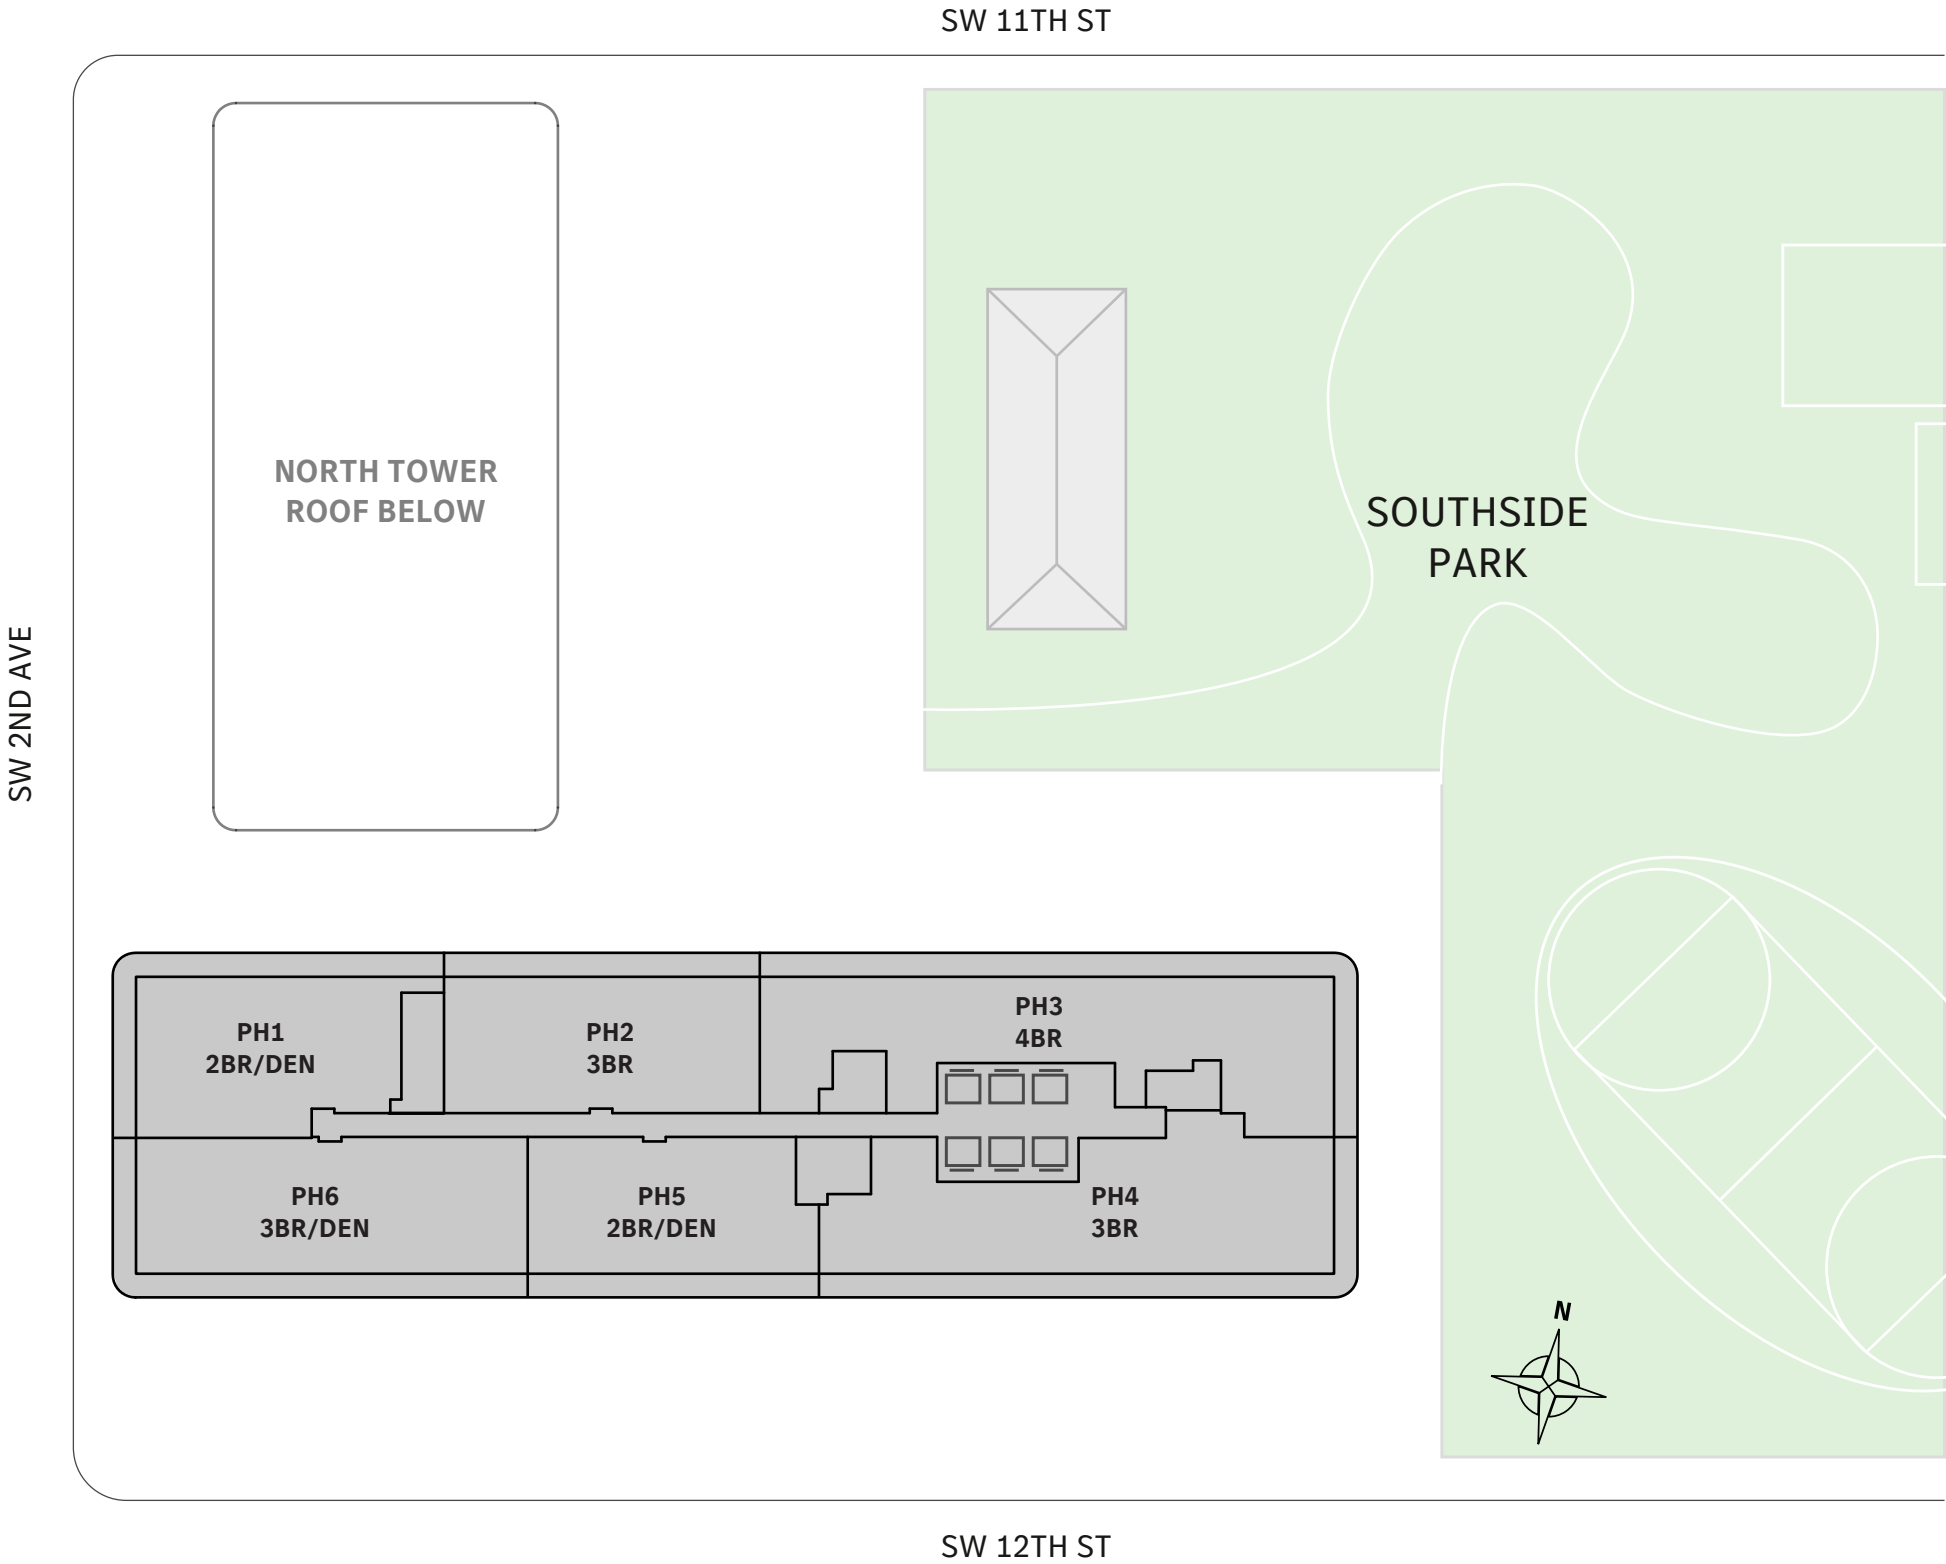 SW 11TH ST
NORTH TOWER
ROOF BELOW
SOUTHSIDE
PARK
SW 2ND AVE
PH1
2BR/DEN
PH2
3BR
PH3
4BR
PH6
3BR/DEN
PH5
2BR/DEN
PH4
3BR
N
SW 12TH ST